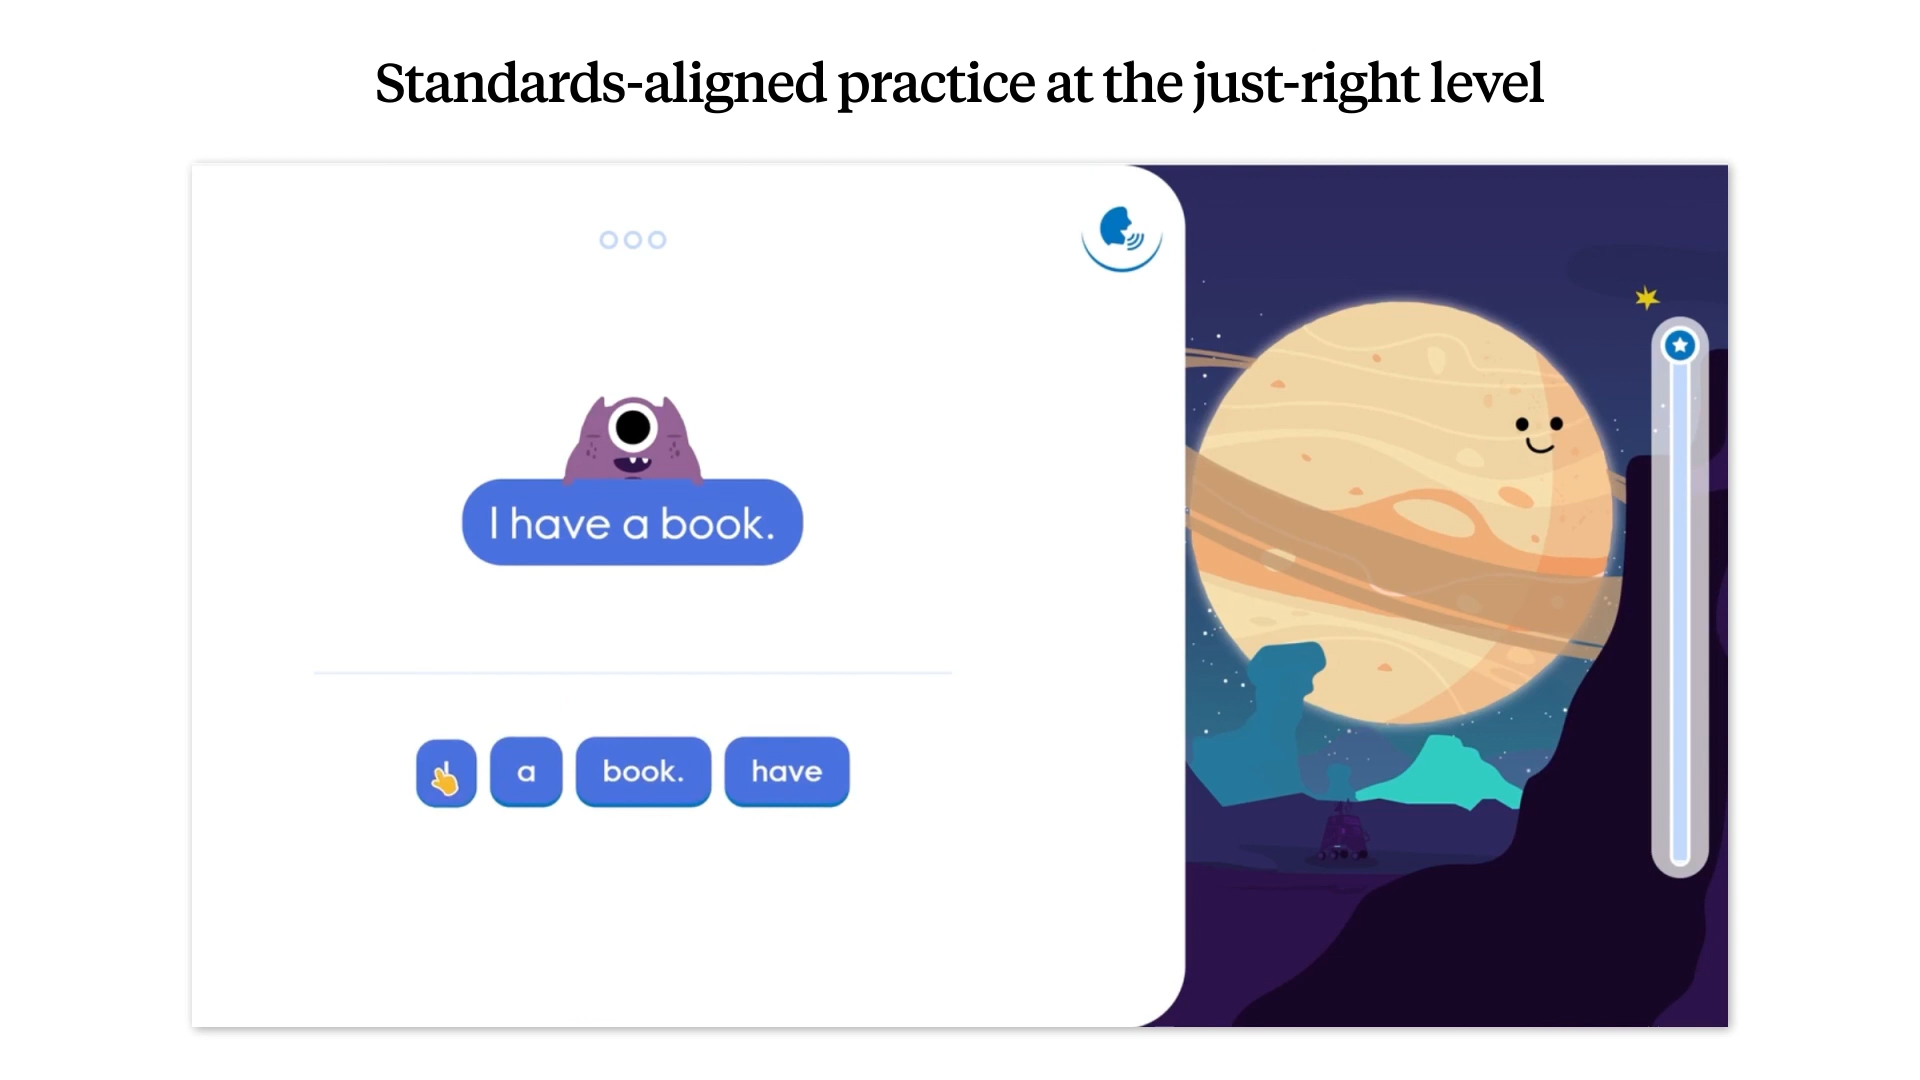 Standards-aligned practice at the just-right level
I have a book.
I a book. have